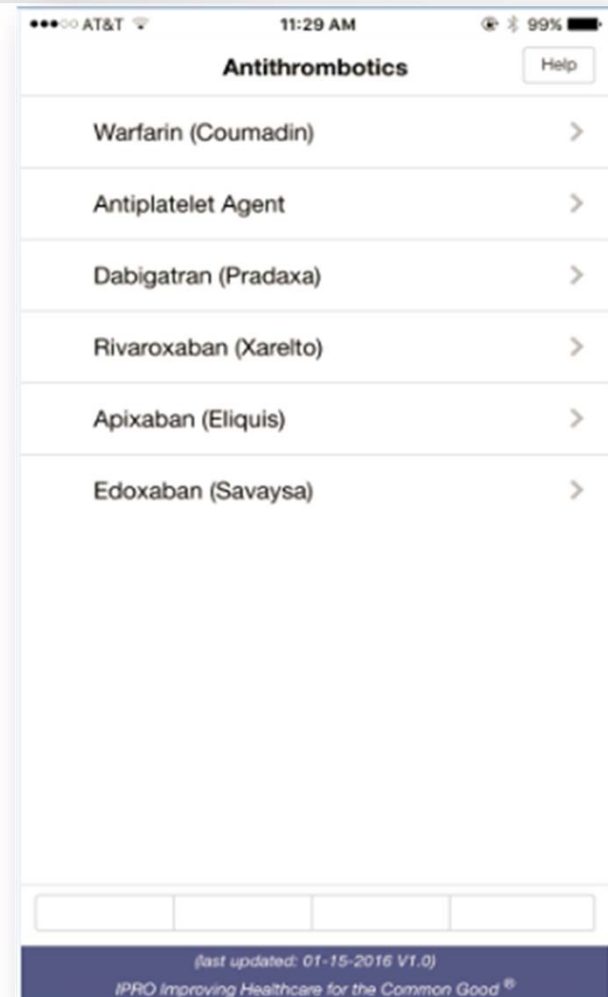 AT&T 11:29 AM 99%
Antithrombotics Help
Warfarin (Coumadin)
Antiplatelet Agent
Dabigatran (Pradaxa)
Rivaroxaban (Xarelto)
Apixaban (Eliquis)
Edoxaban (Savaysa)
(last updated: 01-15-2016 V1.0)
IPRO Improving Healthcare for the Common Good ®